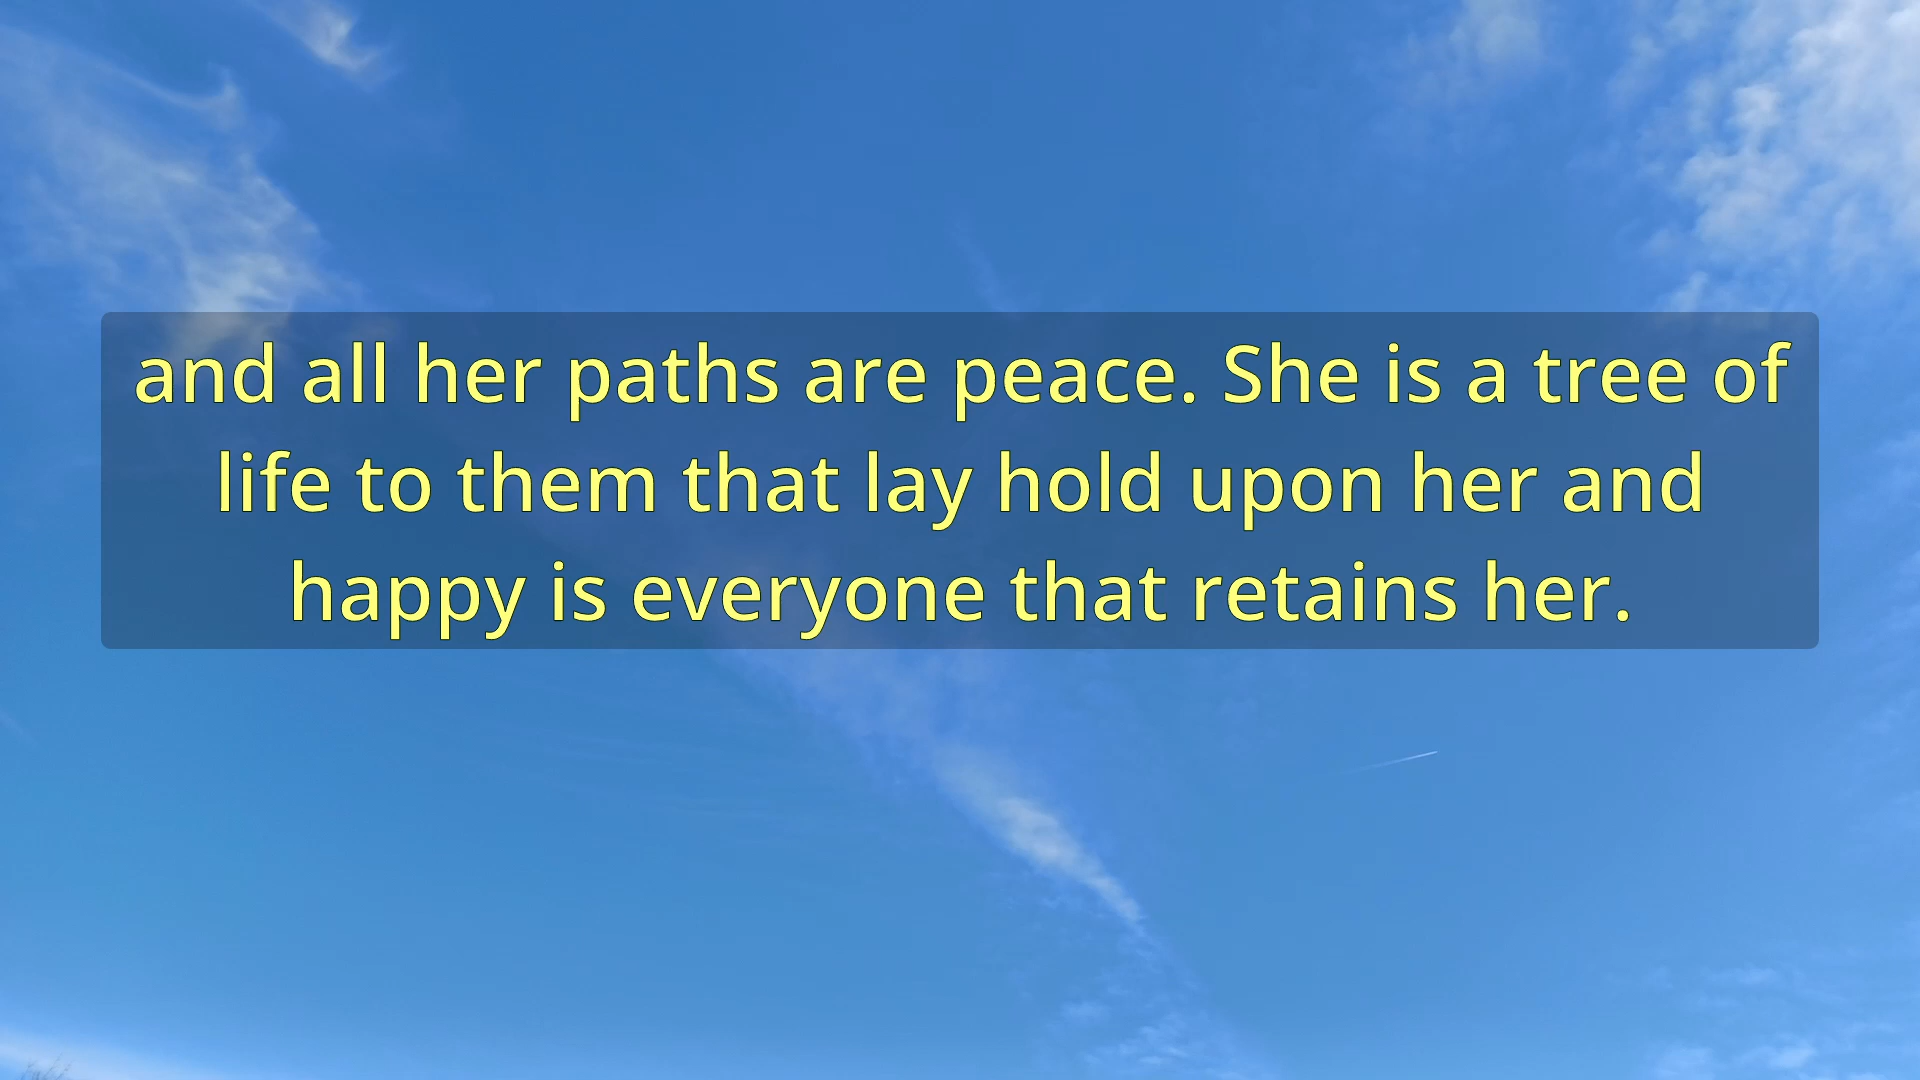 and all her paths are peace. She is a tree of
life to them that lay hold upon her and
happy is everyone that retains her.